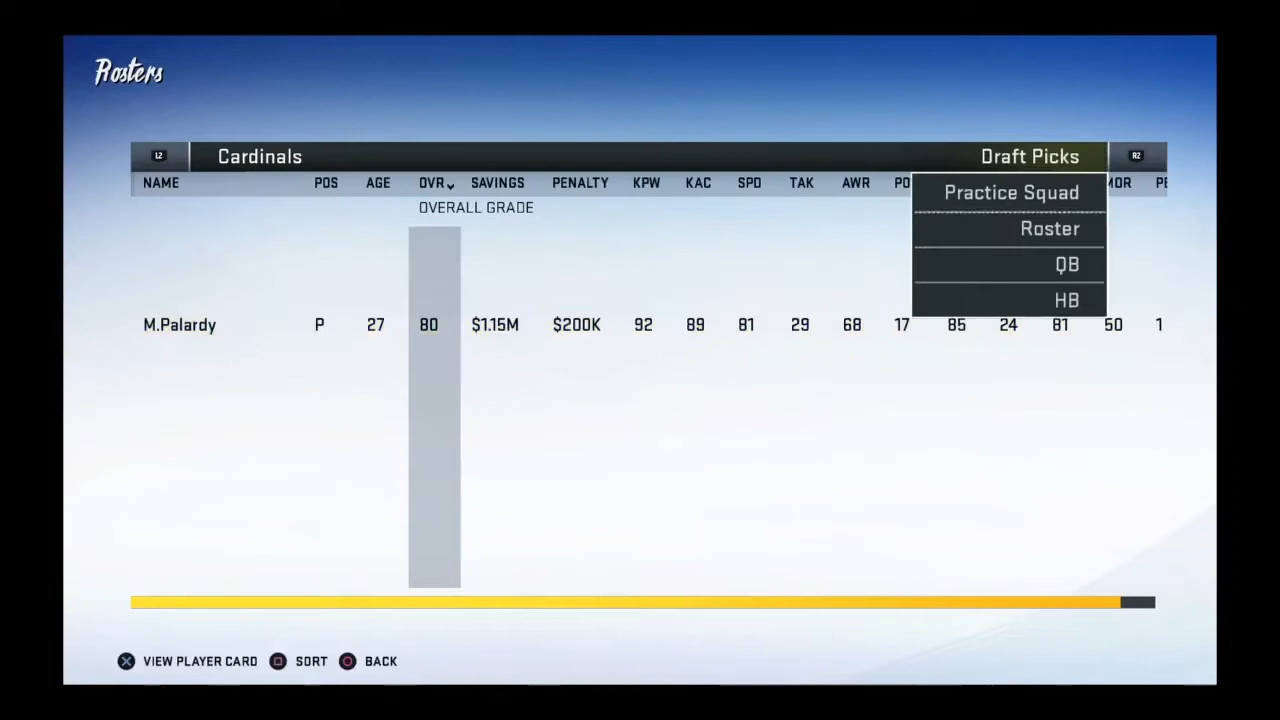 Rosters
L2 Cardinals Draft Picks R2
NAME POS AGE OVR SAVINGS PENALTY KPW KAC SPD TAK AWR PO MOR PE
OVERALL GRADE
Practice Squad
Roster
QB
HB
M.Palardy P 27 80 $1.15M $200K 92 89 81 29 68 17 85 24 81 50 1
VIEW PLAYER CARD SORT BACK